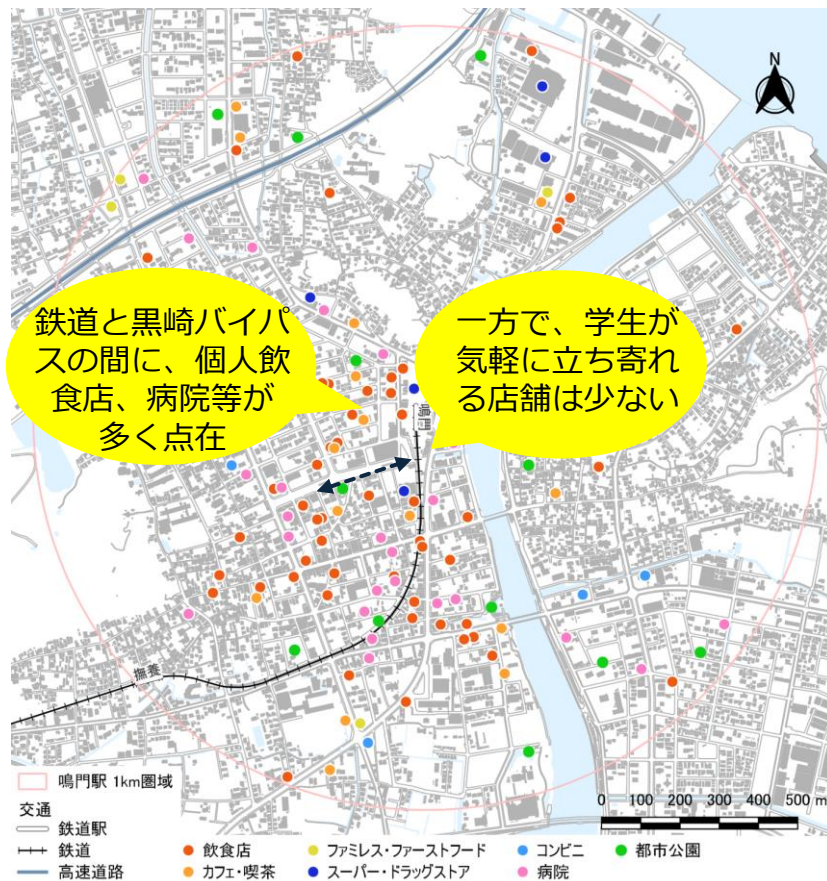 N
鉄道と黒崎バイパ
スの間に、個人飲
食店、病院等が
多く点在
一方で、学生が
気軽に立ち寄れ
る店舗は少ない
鳴門
撫養
鳴門駅 1km圏域
交通
鉄道駅
鉄道
高速道路
飲食店
カフェ・喫茶
ファミレス・ファーストフード
スーパー・ドラッグストア
コンビニ
病院
都市公園
0 100 200 300 400 500 m